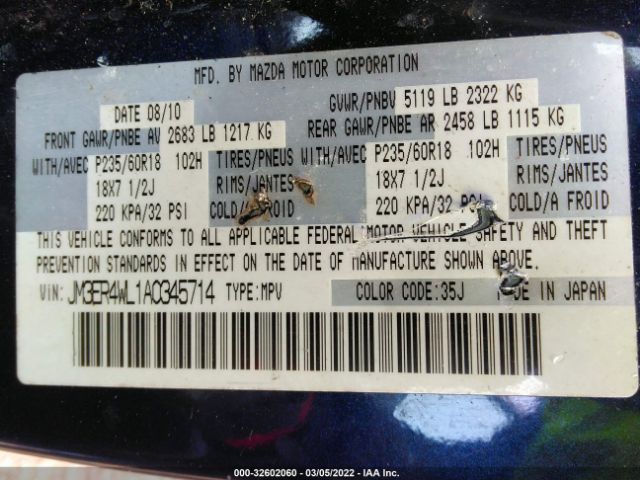 MFD. BY MAZDA MOTOR CORPORATION
DATE 08/10 GVWR/PNBV 5119 LB 2322 KG
FRONT GAWR/PNBE AV 2683 LB 1217 KG REAR GAWR/PNBE AR 2458 LB 1115 KG
WITH/AVEC P235/60R18 102H TIRES/PNEUS WITH/AVEC P235/60R18 102H TIRES/PNEUS
18X7 1/2J RIMS/JANTES 18X7 1/2J RIMS/JANTES
220 KPA/32 PSI COLD/A FROID 220 KPA/32 PSI COLD/A FROID
THIS VEHICLE CONFORMS TO ALL APPLICABLE FEDERAL MOTOR VEHICLE SAFETY AND THEFT
PREVENTION STANDARDS IN EFFECT ON THE DATE OF MANUFACTURE SHOWN ABOVE.
VIN: JM3ER4WL1A0345714 TYPE:MPV COLOR CODE:35J MADE IN JAPAN
000-32602060 - 03/05/2022 - IAA Inc.